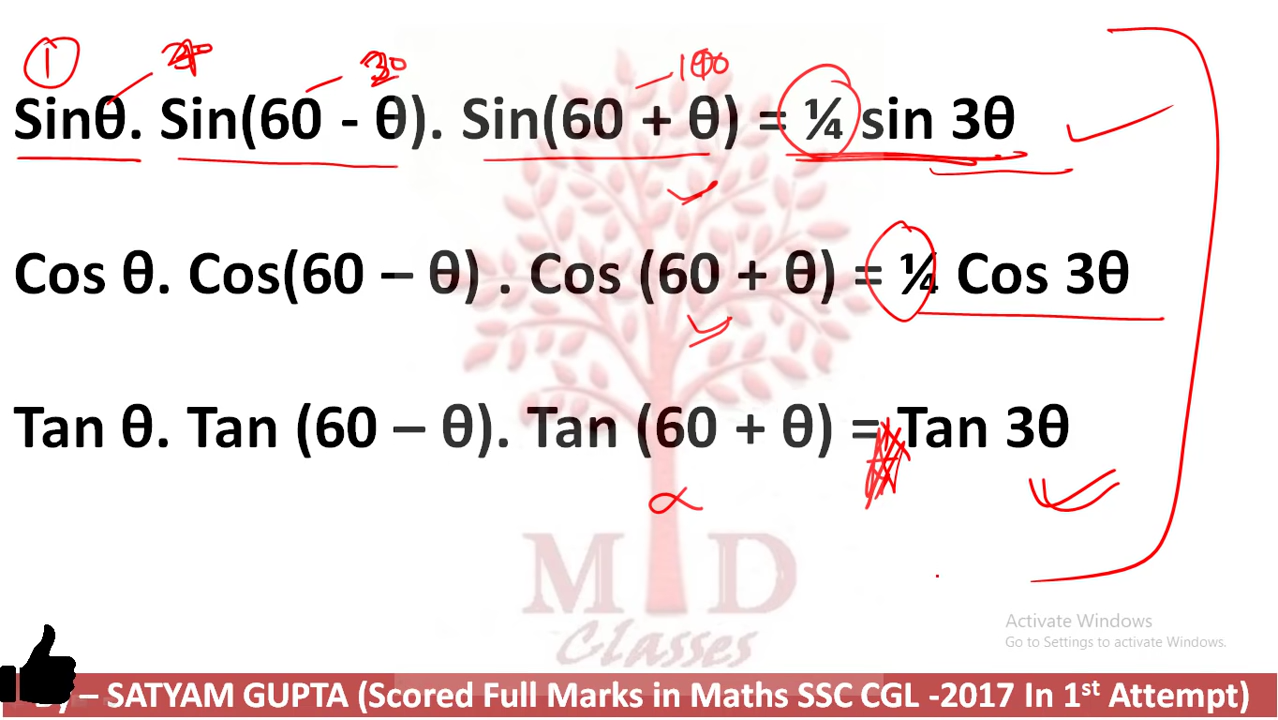 ①
Sinθ. Sin(60 - θ). Sin(60 + θ) = ¼ sin 3θ
Cos θ. Cos(60 – θ) . Cos (60 + θ) = ¼ Cos 3θ
Tan θ. Tan (60 – θ). Tan (60 + θ) = Tan 3θ
α
M D
Classes
Activate Windows
Go to Settings to activate Windows.
– SATYAM GUPTA (Scored Full Marks in Maths SSC CGL -2017 In 1st Attempt)